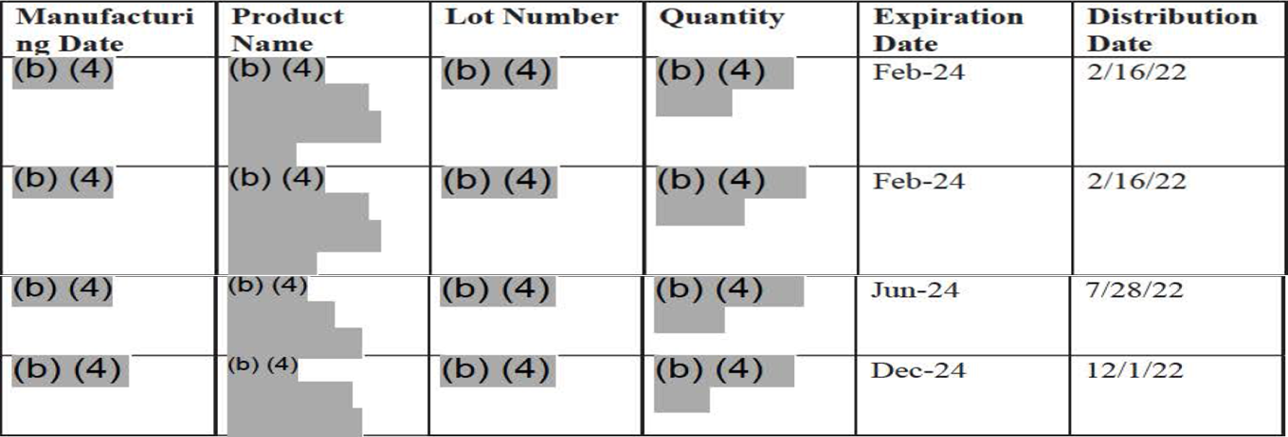 Manufacturi ng Date Product Name Lot Number Quantity Expiration Date Distribution Date
(b) (4) (b) (4) (b) (4) (b) (4) Feb-24 2/16/22
(b) (4) (b) (4) (b) (4) (b) (4) Feb-24 2/16/22
(b) (4) (b) (4) (b) (4) (b) (4) Jun-24 7/28/22
(b) (4) (b) (4) (b) (4) (b) (4) Dec-24 12/1/22